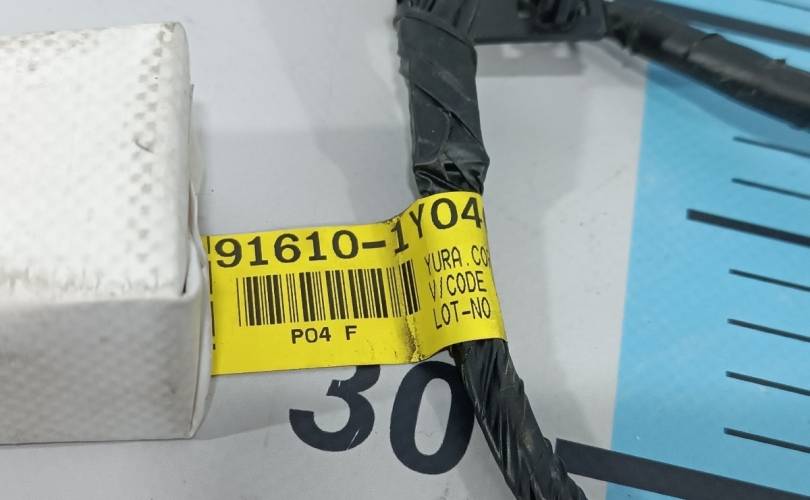 91610-1Y04
YURA.CO
V/CODE
LOT-NO
P04 F
30